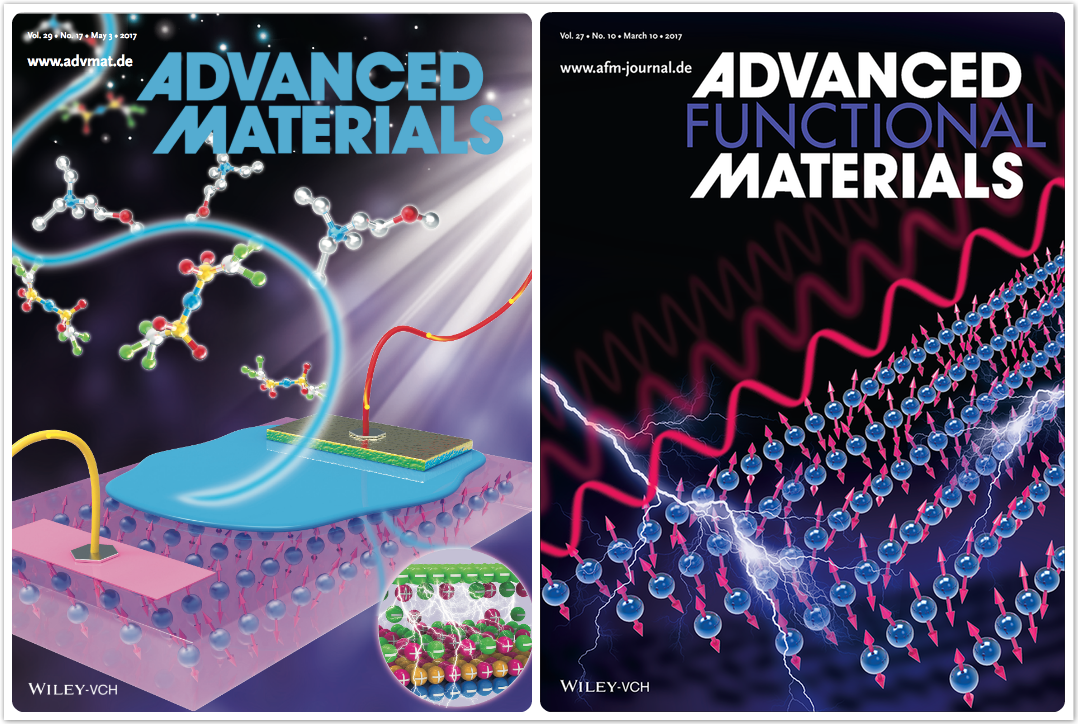 Vol. 29 • No. 17 • May 3 • 2017
www.advmat.de
ADVANCED
MATERIALS
WILEY-VCH
Vol. 27 • No. 10 • March 10 • 2017
www.afm-journal.de
ADVANCED
FUNCTIONAL
MATERIALS
WILEY-VCH